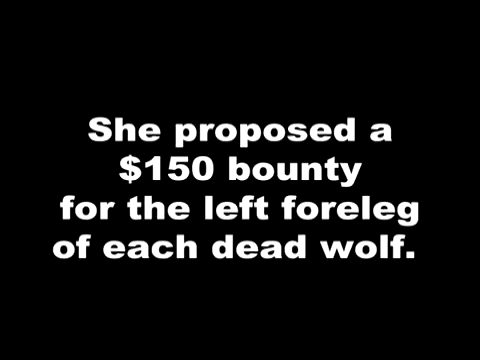 She proposed a
$150 bounty
for the left foreleg
of each dead wolf.